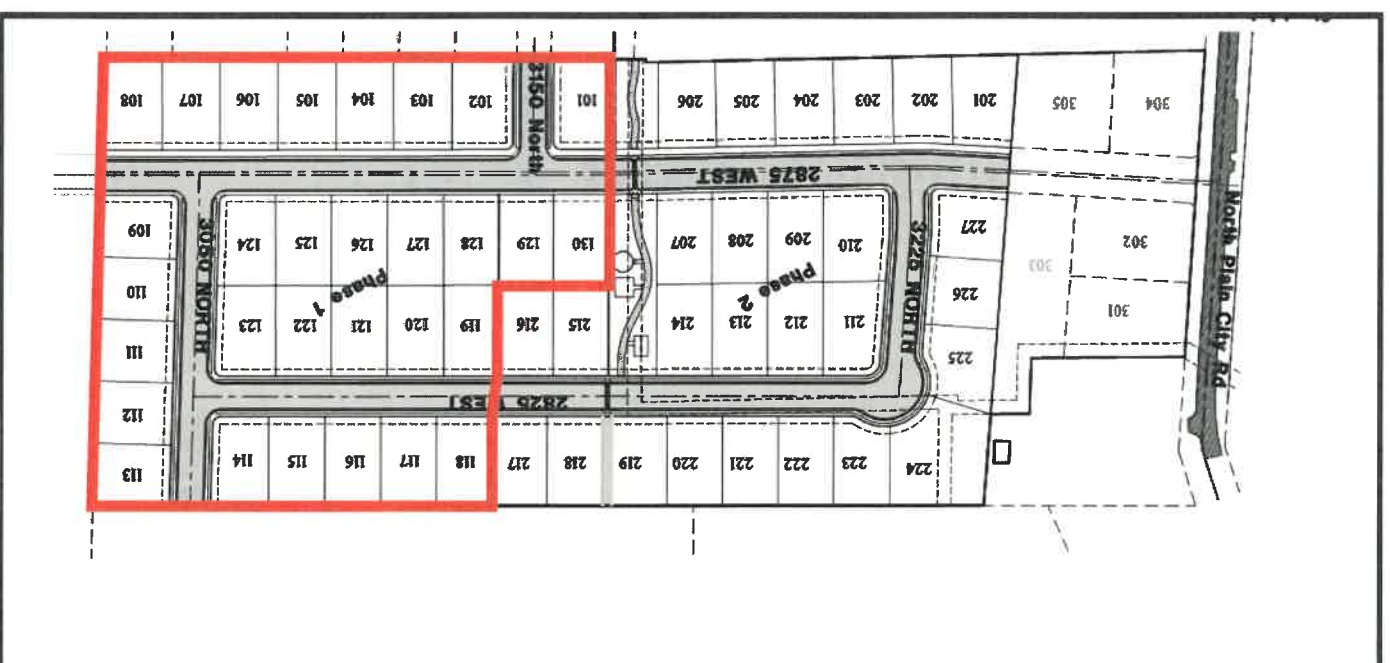 108 107 106 105 104 103 102 3150 North 101 206 205 204 203 202 201 305 304
2875 WEST
109 3050 NORTH 124 125 126 127 128 129 130 207 208 209 210 3225 NORTH 227 302
North Plain City Rd
110 Phase 1 Phase 2 226 303
111 123 122 121 120 119 216 215 214 213 212 211 225 301
112 2825 WEST
113 114 115 116 117 118 217 218 219 220 221 222 223 224